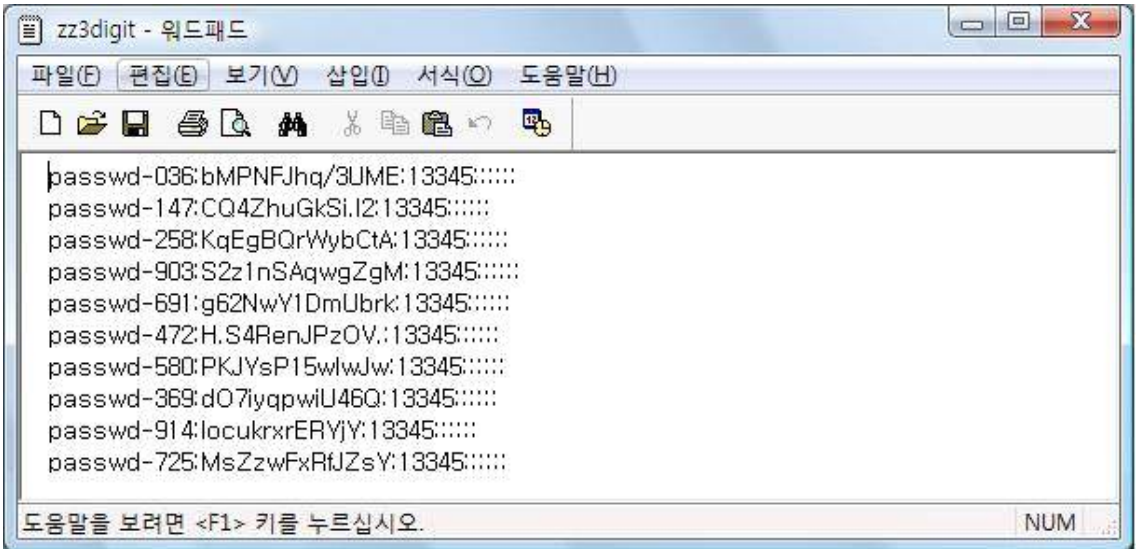 zz3digit - 워드패드
파일(F) 편집(E) 보기(V) 삽입(I) 서식(O) 도움말(H)
passwd-036:bMPNFJhq/3UME:13345::::::
passwd-147:CQ4ZhuGkSi.I2:13345::::::
passwd-258:KqEgBQrWybCtA:13345::::::
passwd-903:S2z1nSAqwgZgM:13345::::::
passwd-691:g62NwY1DmUbrk:13345::::::
passwd-472:H.S4RenJPzOV.:13345::::::
passwd-580:PKJYsP15wIwJw:13345::::::
passwd-369:dO7iyqpwiU46Q:13345::::::
passwd-914:locukrxrERYjY:13345::::::
passwd-725:MsZzwFxRfJZsY:13345::::::
도움말을 보려면 <F1> 키를 누르십시오.
NUM